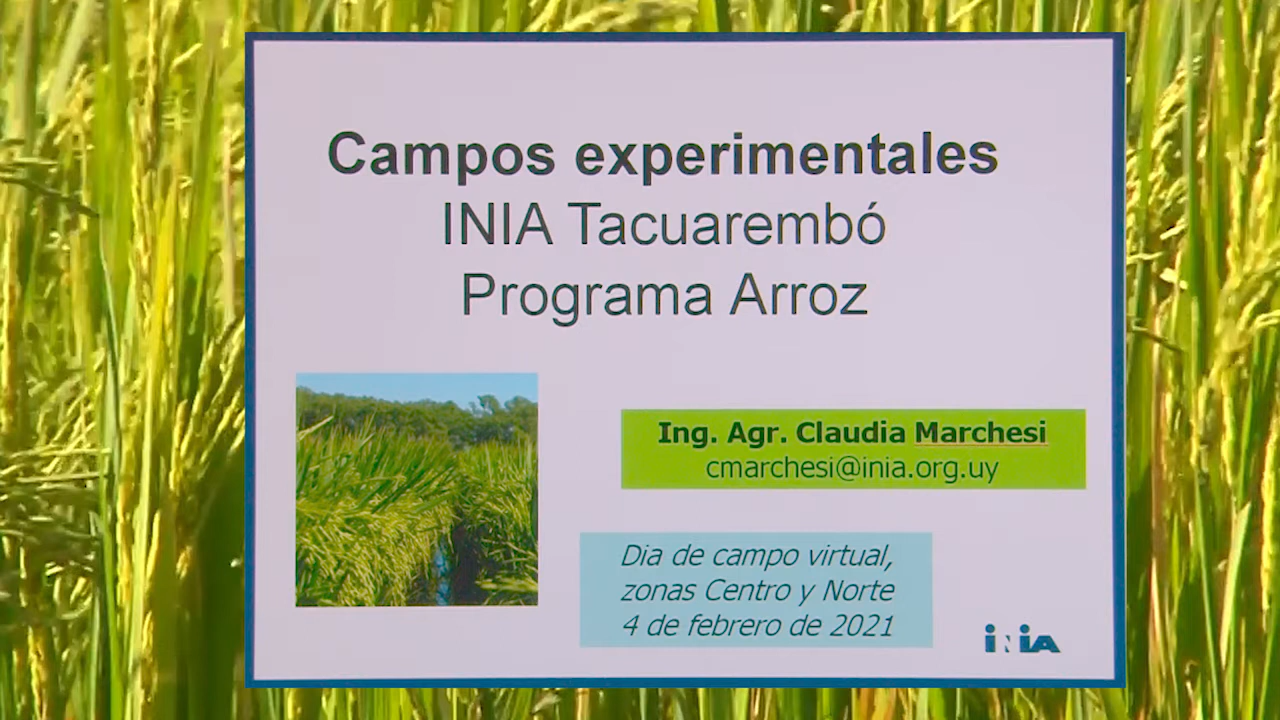 Campos experimentales
INIA Tacuarembó
Programa Arroz
Ing. Agr. Claudia Marchesi
cmarchesi@inia.org.uy
Dia de campo virtual,
zonas Centro y Norte
4 de febrero de 2021
INIA